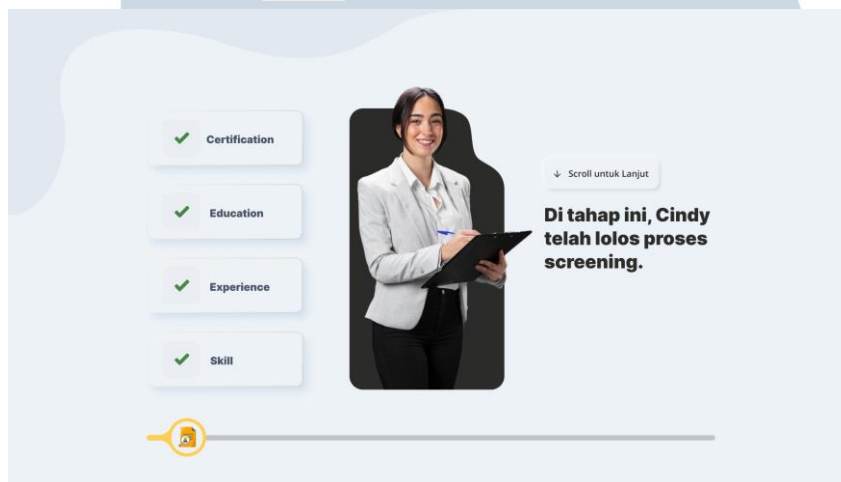 Certification
Education
Experience
Skill
↓ Scroll untuk Lanjut
Di tahap ini, Cindy
telah lolos proses
screening.